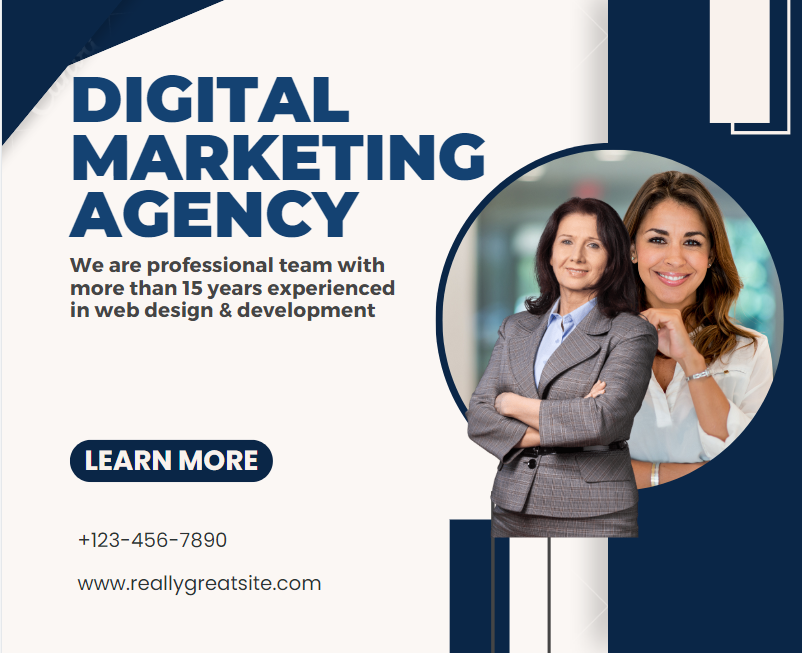 DIGITAL
MARKETING
AGENCY
We are professional team with
more than 15 years experienced
in web design & development
LEARN MORE
+123-456-7890
www.reallygreatsite.com